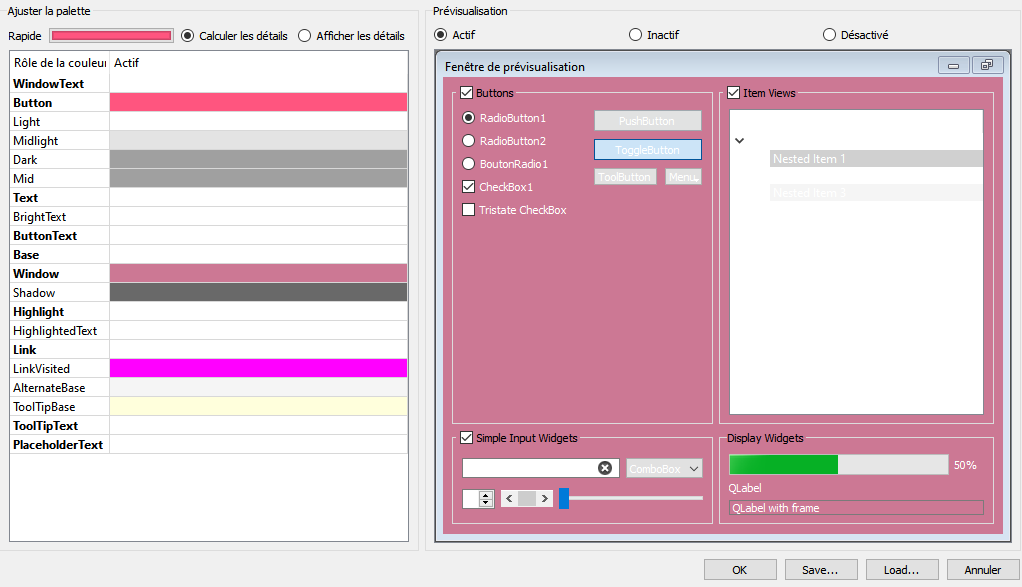 Ajuster la palette
Rapide Calculer les détails Afficher les détails
Rôle de la couleur Actif
WindowText
Button
Light
Midlight
Dark
Mid
Text
BrightText
ButtonText
Base
Window
Shadow
Highlight
HighlightedText
Link
LinkVisited
AlternateBase
ToolTipBase
ToolTipText
PlaceholderText
Prévisualisation
Actif Inactif Désactivé
Fenêtre de prévisualisation
Buttons
RadioButton1
RadioButton2
BoutonRadio1
CheckBox1
Tristate CheckBox
PushButton
ToggleButton
ToolButton Menu
Item Views
Nested Item 1
Nested Item 3
Simple Input Widgets
ComboBox
Display Widgets
50%
QLabel
QLabel with frame
OK Save... Load... Annuler